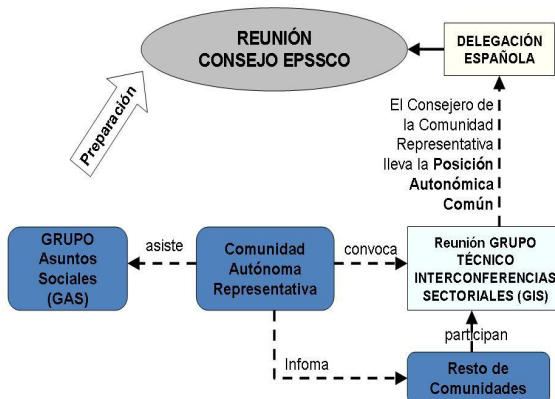 REUNIÓN
CONSEJO EPSSCO
DELEGACIÓN
ESPAÑOLA
Preparación
El Consejero de
la Comunidad
Representativa
lleva la Posición
Autonómica
Común
GRUPO
Asuntos
Sociales
(GAS)
asiste
Comunidad
Autónoma
Representativa
convoca
Reunión GRUPO
TÉCNICO
INTERCONFERENCIAS
SECTORIALES (GIS)
participan
Infoma
Resto de
Comunidades